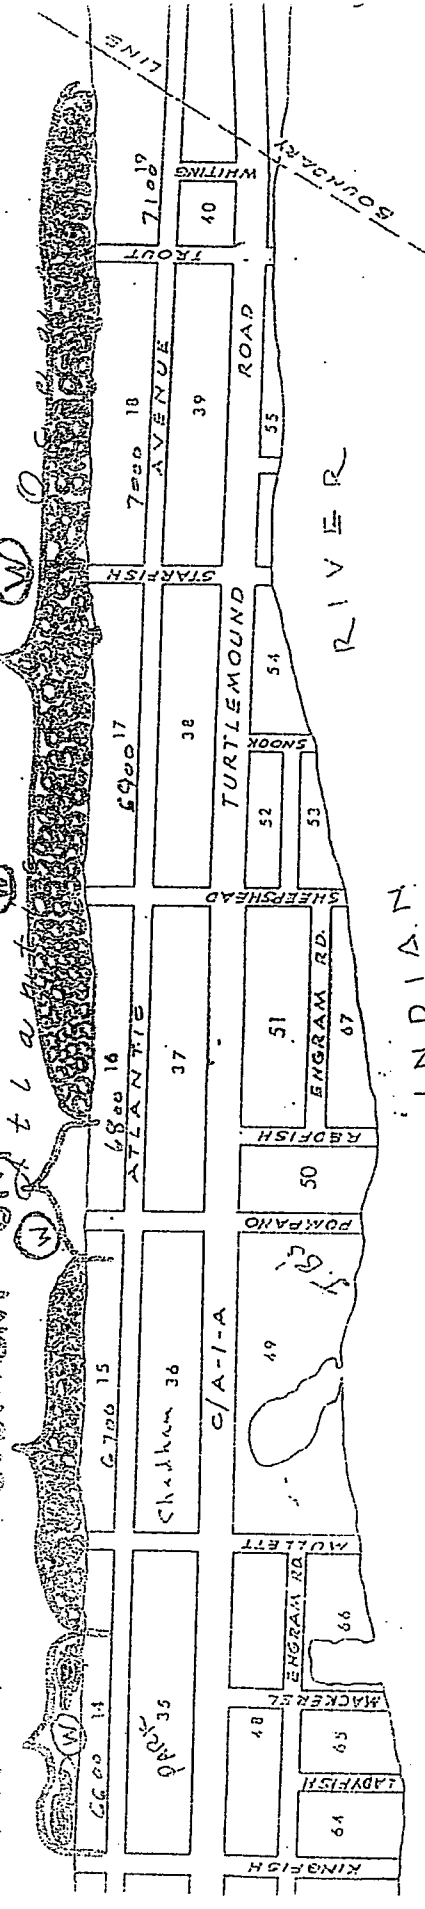 BOUNDARY LINE
Ocean
7100 19
40
WHITING
TROUT
7000 18
AVENUE
39
ROAD
55
RIVER
STARFISH
6900 17
38
TURTLEMOUND
54
SNOOK
52
53
SHEEPSHEAD
6800 16
ATLANTIC
37
51
ENGRAM RD.
67
INDIAN
REDFISH
50
POMPANO
M
6700 15
Chadham 36
C/A-1-A
49
J.B's
MULLETT
ENGRAM RD.
66
MACKEREL
M
6600 14
PARK 35
48
65
LADYFISH
64
KINGFISH